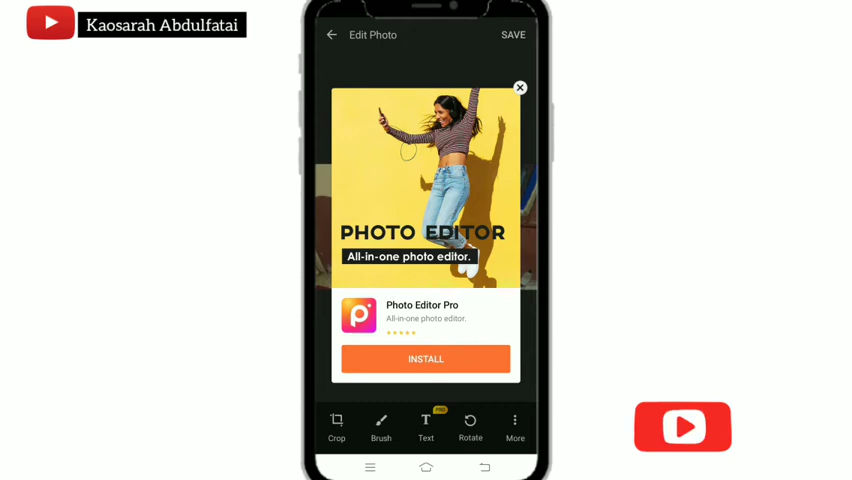 Kaosarah Abdulfatai
Edit Photo
SAVE
PHOTO EDITOR
All-in-one photo editor.
Photo Editor Pro
All-in-one photo editor.
INSTALL
PRO
Crop
Brush
Text
Rotate
More